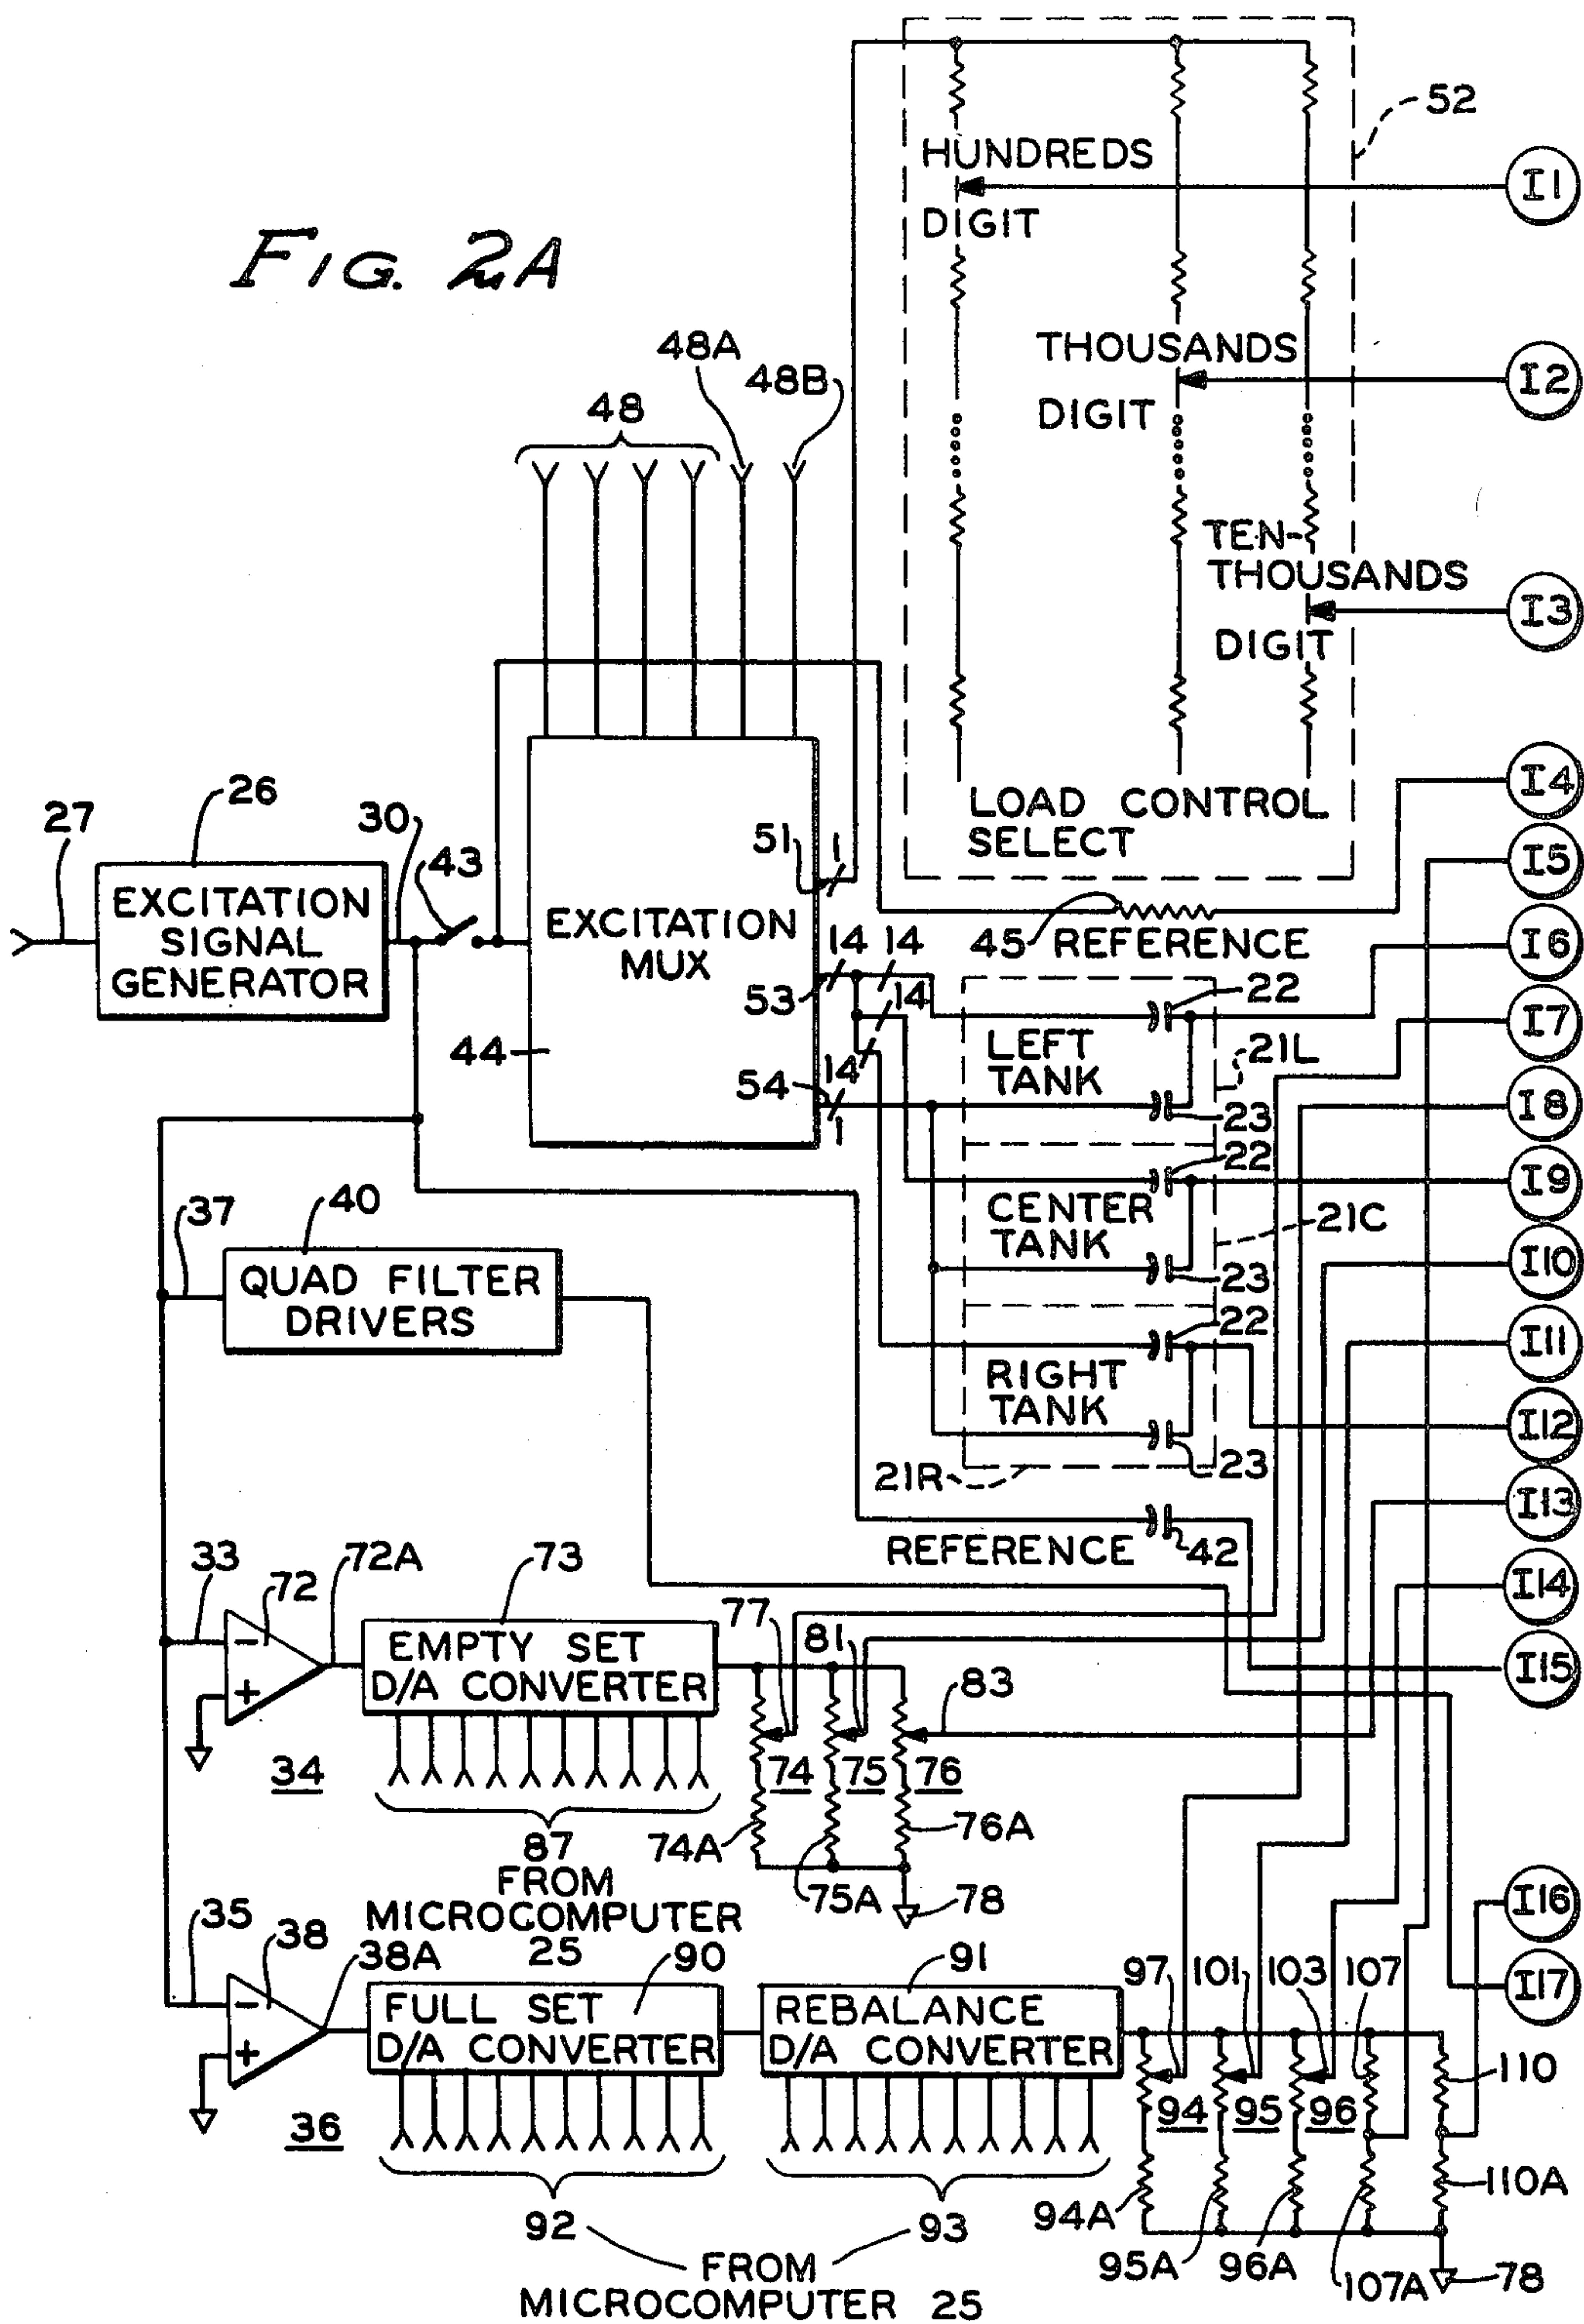 FIG. 2A
52
HUNDREDS
DIGIT
I1
THOUSANDS
DIGIT
I2
TEN-
THOUSANDS
DIGIT
I3
LOAD CONTROL
SELECT
48
48A
48B
27
26
EXCITATION
SIGNAL
GENERATOR
30
43
EXCITATION
MUX
44
51
1
45 REFERENCE
I4
I5
53
14
14
14
14
54
1
LEFT
TANK
22
23
21L
I6
I7
I8
CENTER
TANK
22
23
21C
I9
I10
RIGHT
TANK
22
23
21R
I11
I12
37
40
QUAD FILTER
DRIVERS
REFERENCE
42
I13
I14
I15
33
72
-
+
72A
73
EMPTY SET
D/A CONVERTER
34
87
FROM
MICROCOMPUTER
25
77
81
83
74
75
76
74A
75A
76A
78
35
38
-
+
38A
36
90
FULL SET
D/A CONVERTER
91
REBALANCE
D/A CONVERTER
92
93
FROM
MICROCOMPUTER 25
97
101
103
107
110
94
95
96
94A
95A
96A
107A
110A
78
I16
I17